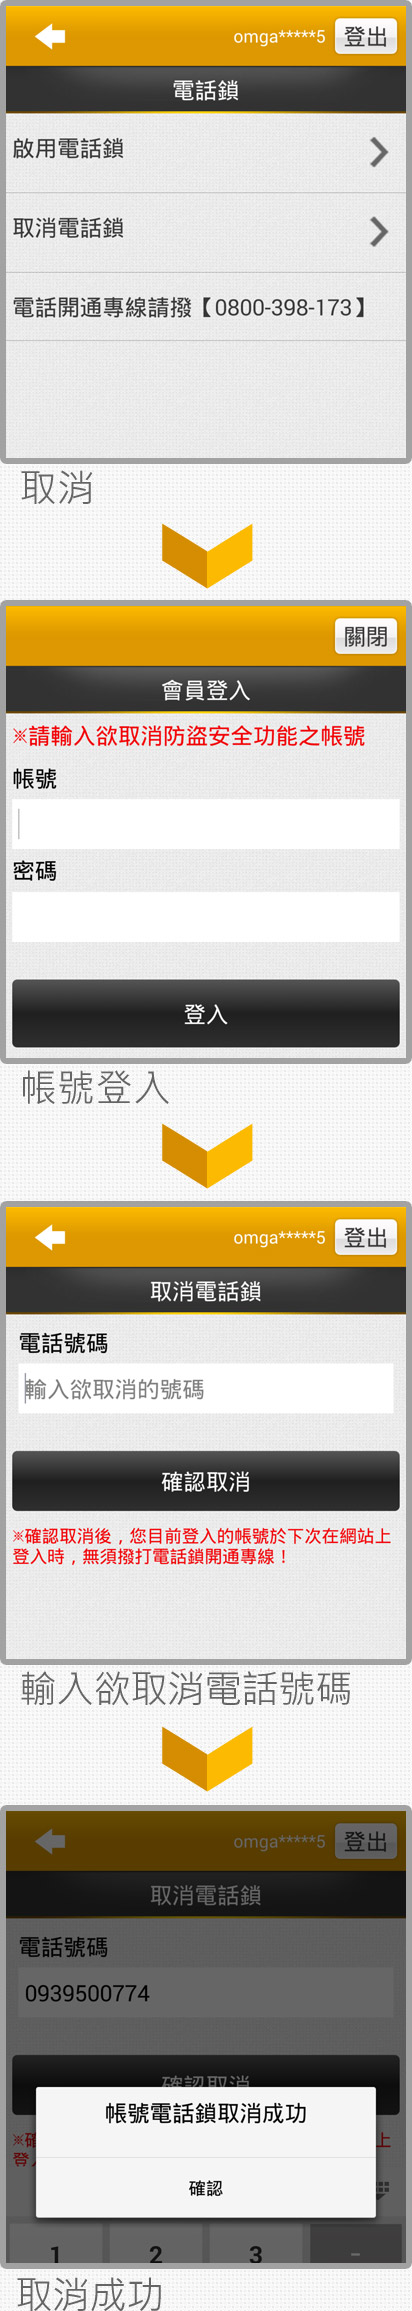 omga*****5 登出
電話鎖
啟用電話鎖
取消電話鎖
電話開通專線請撥【0800-398-173】
取消
關閉
會員登入
※請輸入欲取消防盜安全功能之帳號
帳號
密碼
登入
帳號登入
omga*****5 登出
取消電話鎖
電話號碼
輸入欲取消的號碼
確認取消
※確認取消後，您目前登入的帳號於下次在網站上
登入時，無須撥打電話鎖開通專線！
輸入欲取消電話號碼
omga*****5 登出
取消電話鎖
電話號碼
0939500774
確認取消
帳號電話鎖取消成功
※確 上
登
確認
1 2 3 -
取消成功